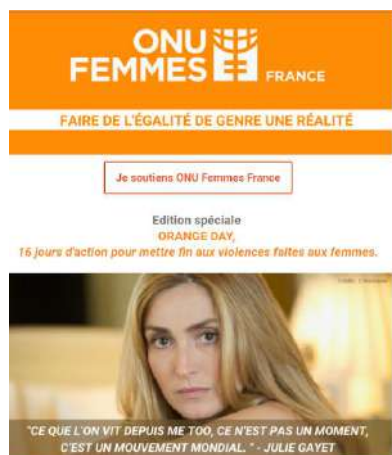 ONU
FEMMES
FRANCE
FAIRE DE L'ÉGALITÉ DE GENRE UNE RÉALITÉ
Je soutiens ONU Femmes France
Edition spéciale
ORANGE DAY,
16 jours d'action pour mettre fin aux violences faites aux femmes.
"CE QUE L'ON VIT DEPUIS ME TOO, CE N'EST PAS UN MOMENT,
C'EST UN MOUVEMENT MONDIAL. " - JULIE GAYET